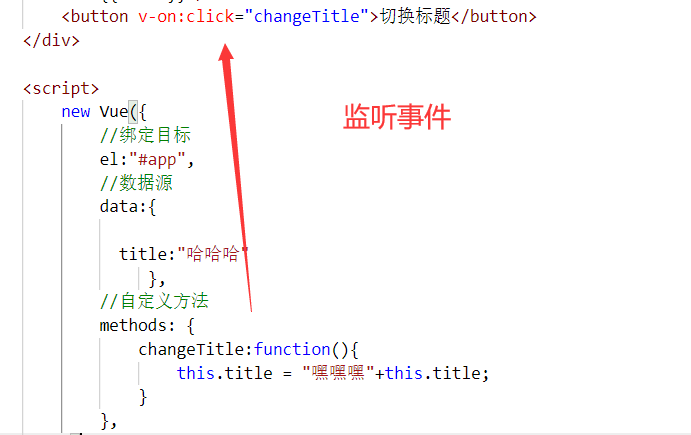 <button v-on:click="changeTitle">切换标题</button>
</div>
<script>
new Vue({
监听事件
//绑定目标
el:"#app",
//数据源
data:{
title:"哈哈哈"
},
//自定义方法
methods: {
changeTitle:function(){
this.title = "嘿嘿嘿"+this.title;
}
},